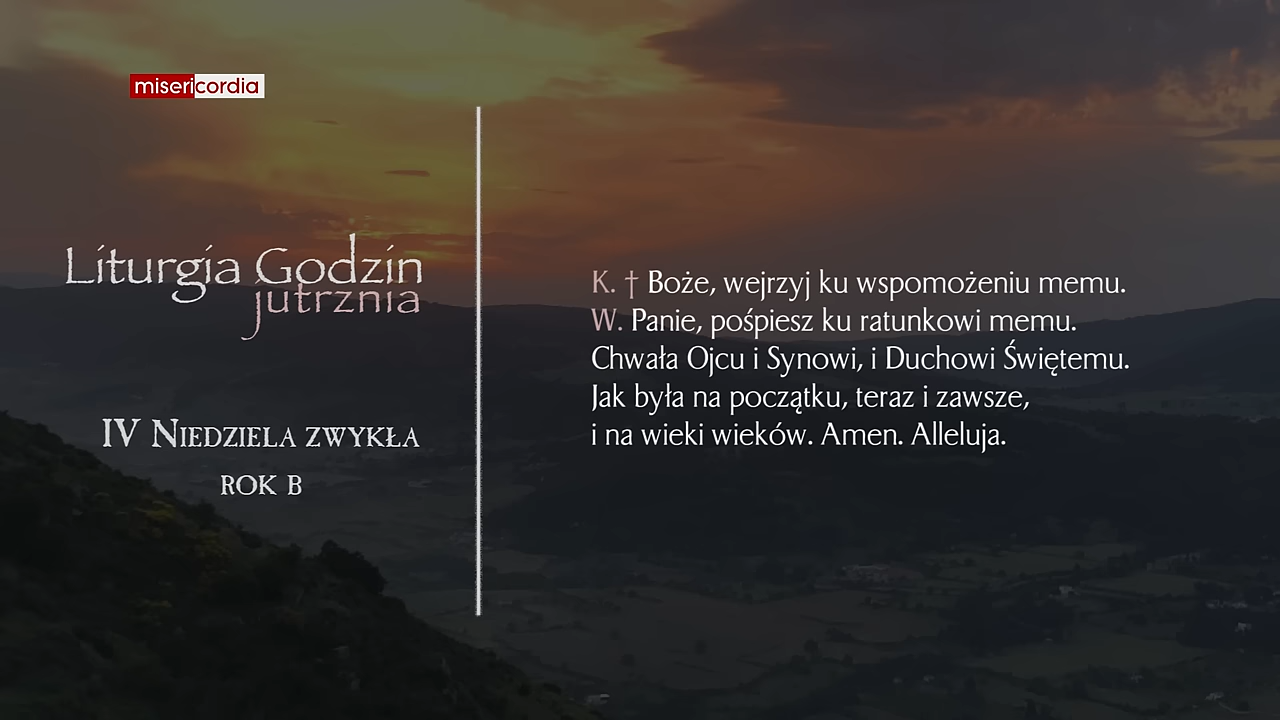 misericordia
Liturgia Godzin
jutrznia
IV Niedziela zwykła
rok B
K. † Boże, wejrzyj ku wspomożeniu memu.
W. Panie, pośpiesz ku ratunkowi memu.
Chwała Ojcu i Synowi, i Duchowi Świętemu.
Jak była na początku, teraz i zawsze,
i na wieki wieków. Amen. Alleluja.